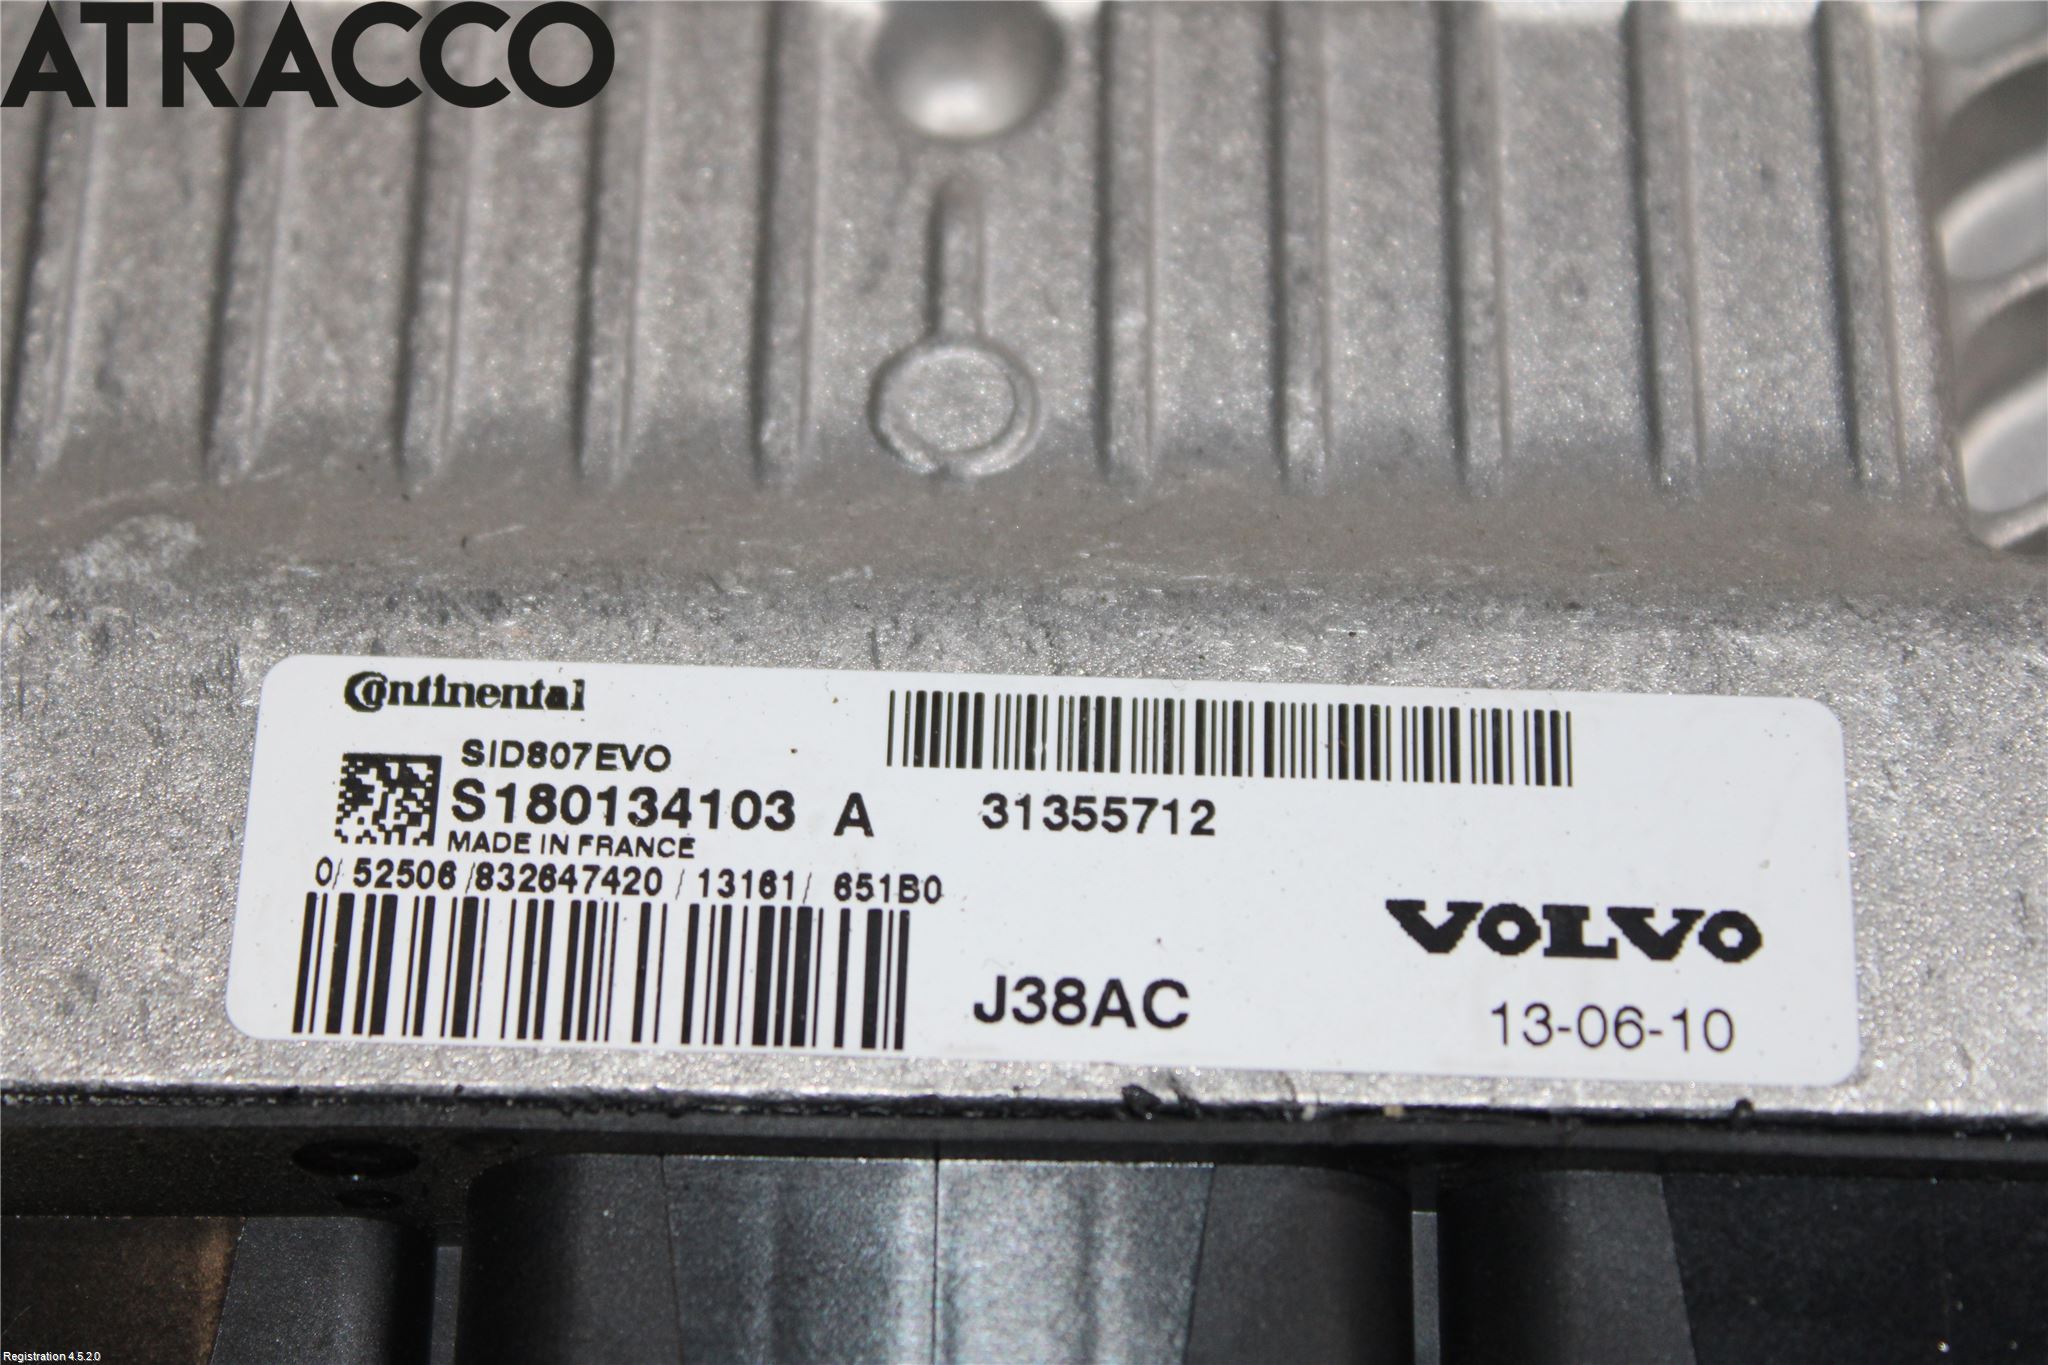 ATRACCO
Continental
SID807EVO
S180134103 A 31355712
MADE IN FRANCE
0/ 52506 /832647420 / 13161/ 651B0
VOLVO
J38AC
13-06-10
Registration 4.5.2.0